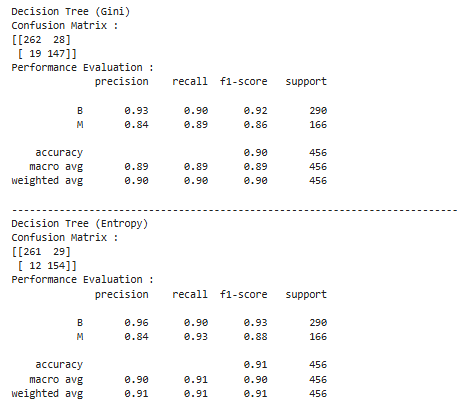 Decision Tree (Gini)
Confusion Matrix :
[[262  28]
 [ 19 147]]
Performance Evaluation :
              precision    recall  f1-score   support

           B       0.93      0.90      0.92       290
           M       0.84      0.89      0.86       166

    accuracy                           0.90       456
   macro avg       0.89      0.89      0.89       456
weighted avg       0.90      0.90      0.90       456

---------------------------------------------------------------------------
Decision Tree (Entropy)
Confusion Matrix :
[[261  29]
 [ 12 154]]
Performance Evaluation :
              precision    recall  f1-score   support

           B       0.96      0.90      0.93       290
           M       0.84      0.93      0.88       166

    accuracy                           0.91       456
   macro avg       0.90      0.91      0.90       456
weighted avg       0.91      0.91      0.91       456